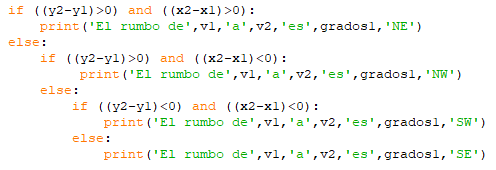 if ((y2-y1)>0) and ((x2-x1)>0):
    print('El rumbo de',v1,'a',v2,'es',grados1,'NE')
else:
    if ((y2-y1)>0) and ((x2-x1)<0):
         print('El rumbo de',v1,'a',v2,'es',grados1,'NW')
    else:
        if ((y2-y1)<0) and ((x2-x1)<0):
            print('El rumbo de',v1,'a',v2,'es',grados1,'SW')
        else:
            print('El rumbo de',v1,'a',v2,'es',grados1,'SE')